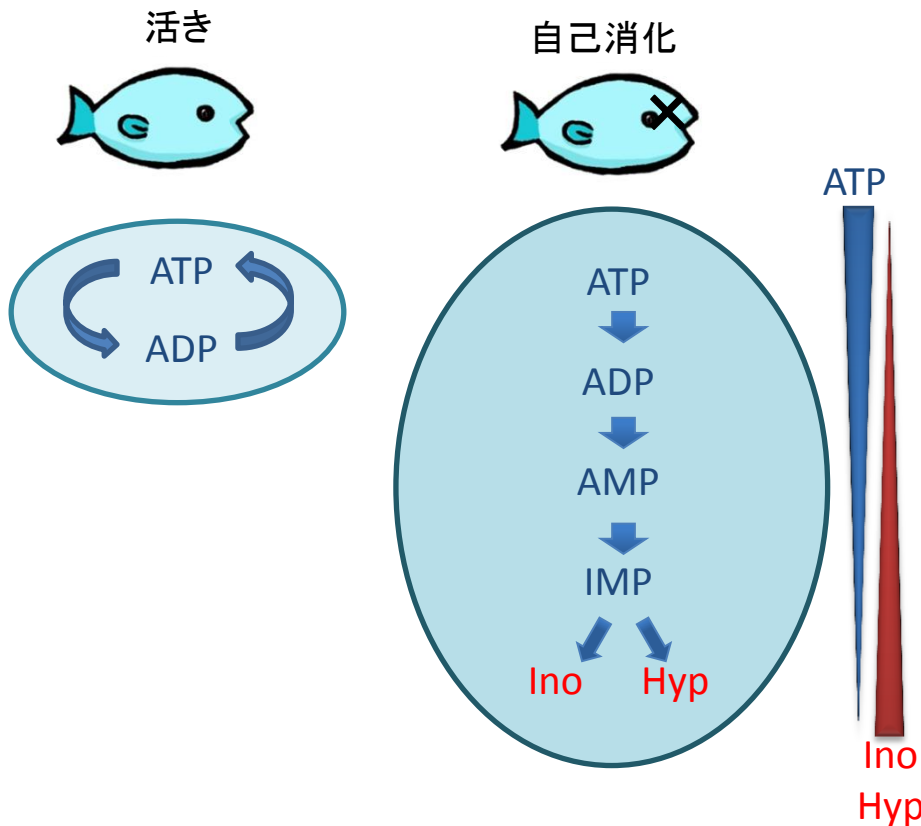 活き
自己消化
ATP
ADP
ATP
ADP
AMP
IMP
Ino Hyp
ATP
Ino
Hyp